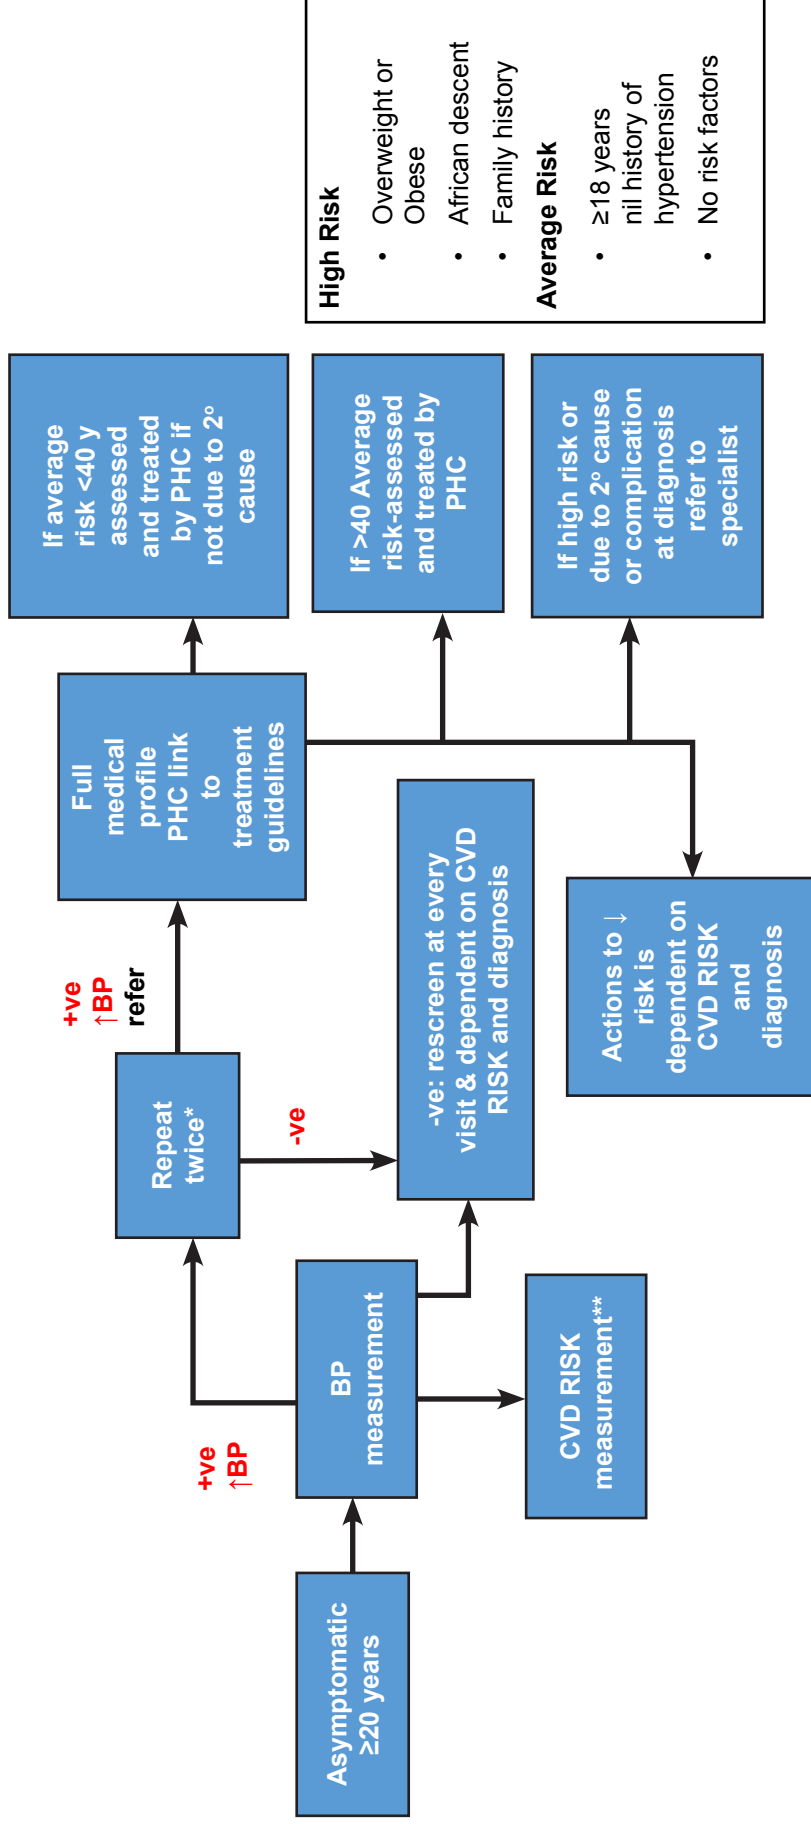 Asymptomatic
≥20 years
+ve
↑BP
BP
measurement
CVD RISK
measurement**
Repeat
twice*
-ve
-ve: rescreen at every
visit & dependent on CVD
RISK and diagnosis
+ve
↑BP
refer
Full
medical
profile
PHC link
to
treatment
guidelines
Actions to ↓
risk is
dependent on
CVD RISK
and
diagnosis
If average
risk <40 y
assessed
and treated
by PHC if
not due to 2°
cause
If >40 Average
risk-assessed
and treated by
PHC
If high risk or
due to 2° cause
or complication
at diagnosis
refer to
specialist
High Risk
• Overweight or
Obese
• African descent
• Family history
Average Risk
• ≥18 years
nil history of
hypertension
• No risk factors